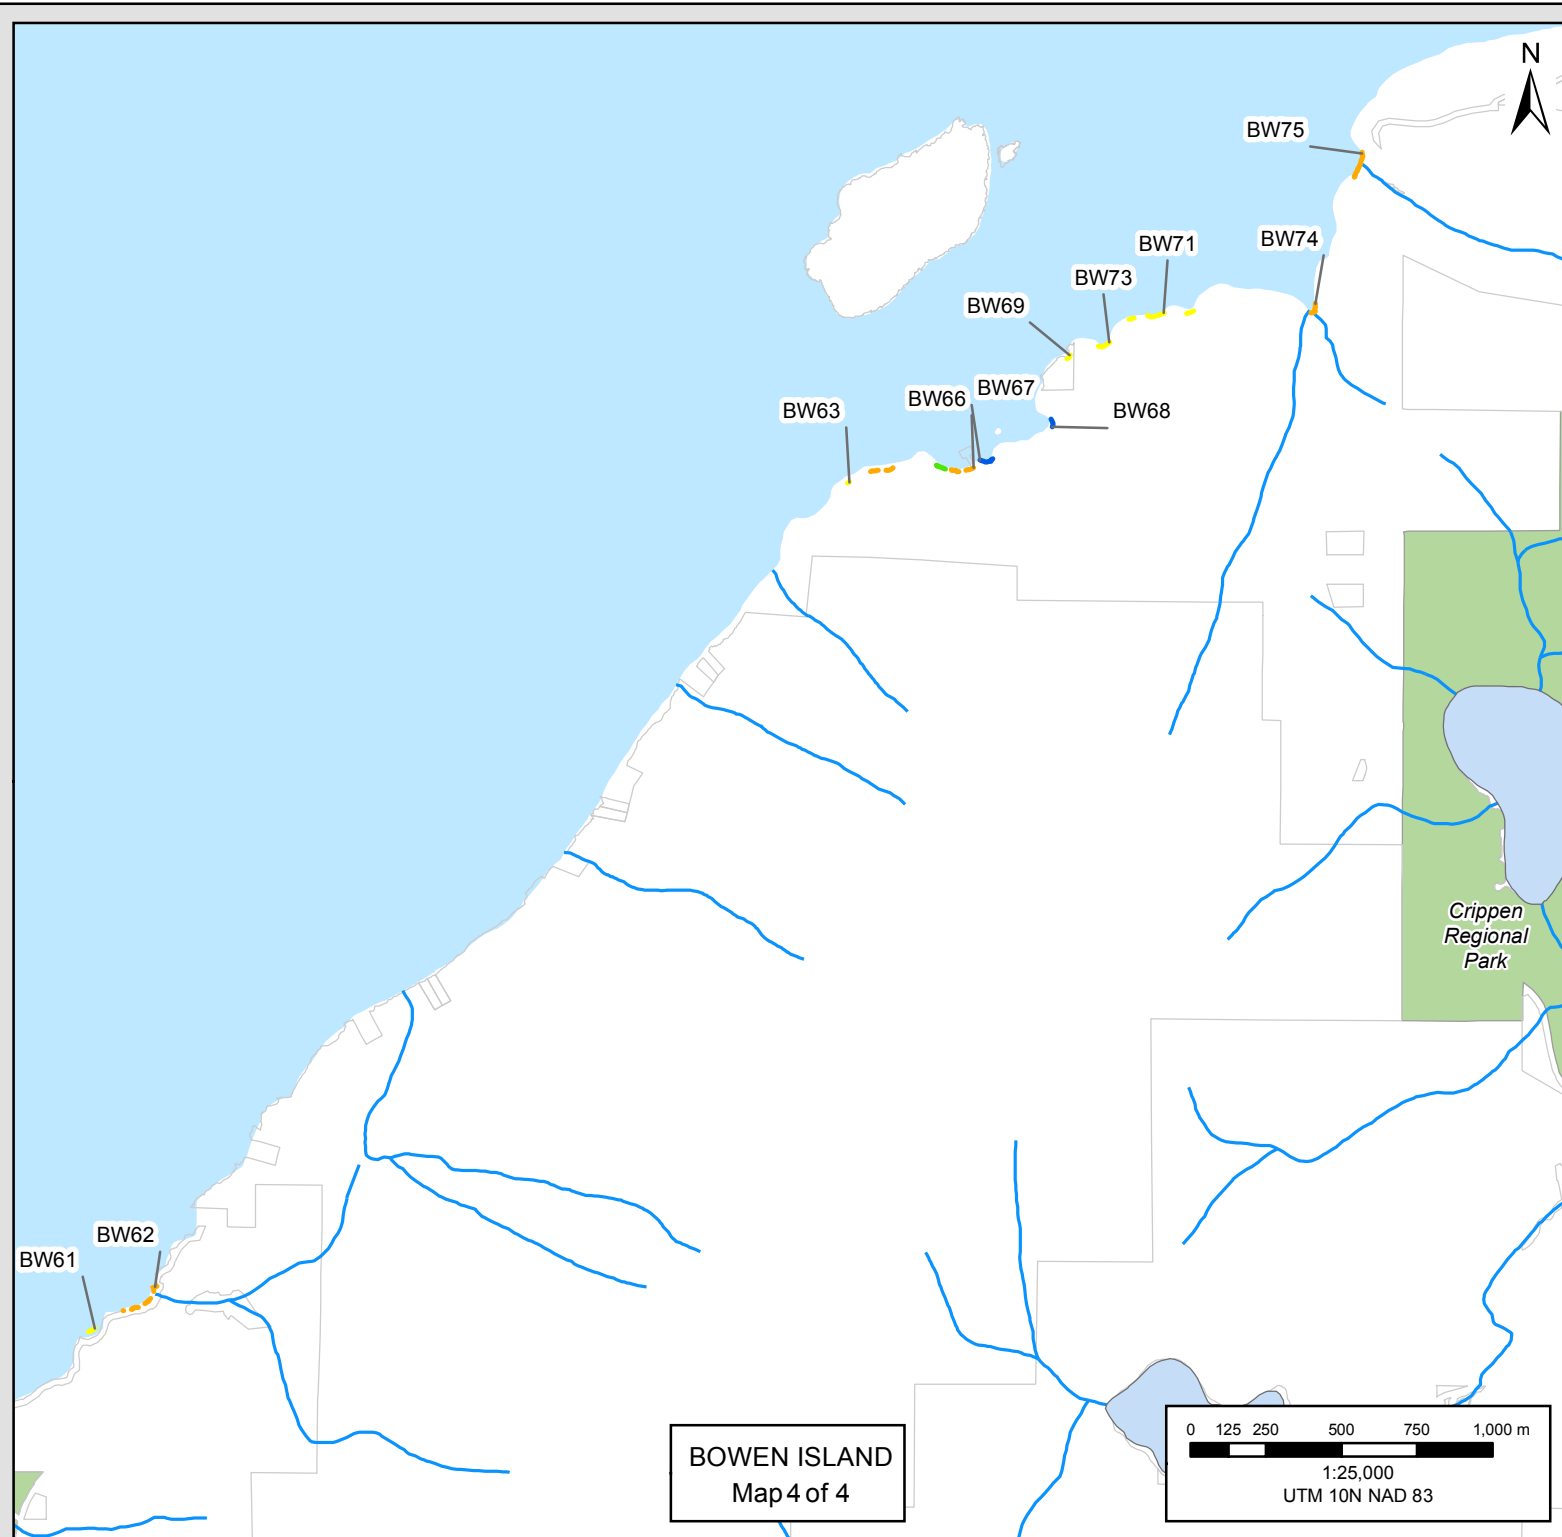 N
BW75
BW74
BW71
BW73
BW69
BW67
BW66
BW63
BW68
Crippen
Regional
Park
BW62
BW61
BOWEN ISLAND
Map 4 of 4
0 125 250 500 750 1,000 m
1:25,000
UTM 10N NAD 83